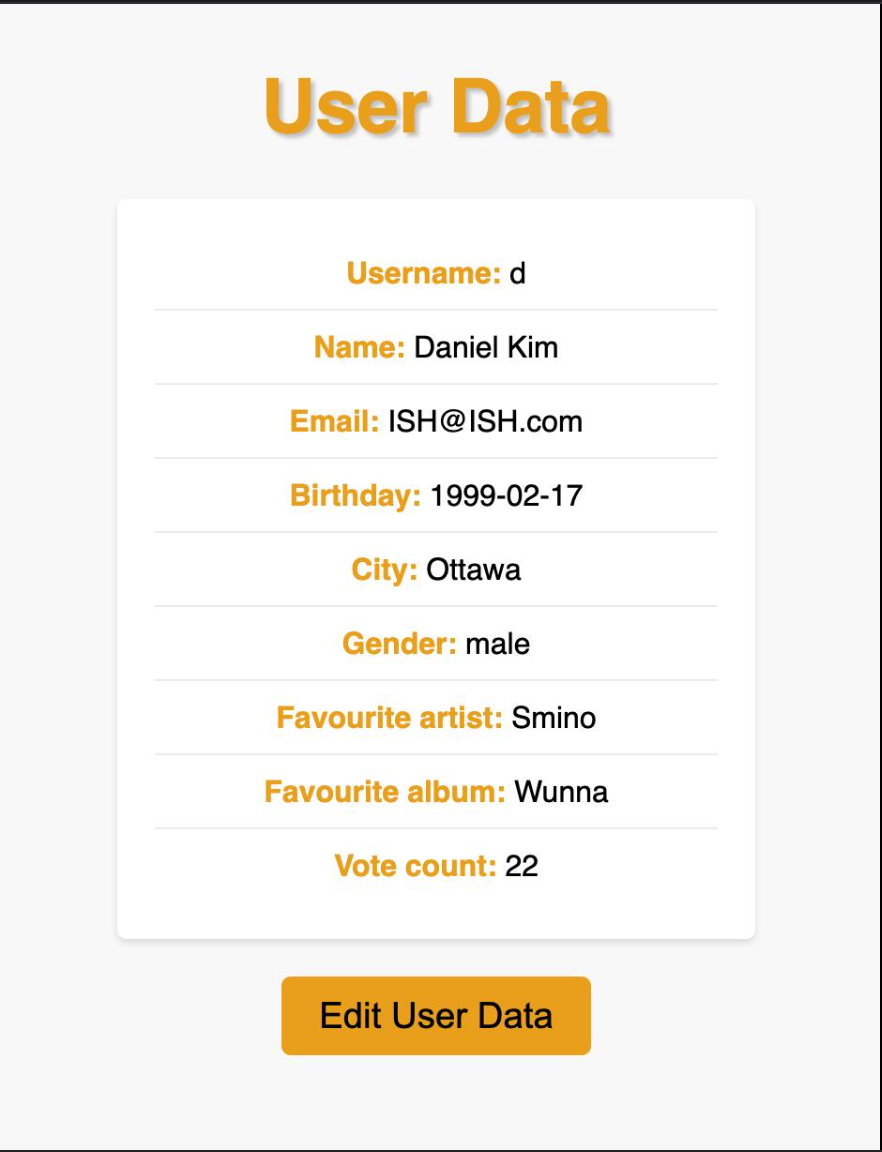 User Data
Username: d
Name: Daniel Kim
Email: ISH@ISH.com
Birthday: 1999-02-17
City: Ottawa
Gender: male
Favourite artist: Smino
Favourite album: Wunna
Vote count: 22
Edit User Data